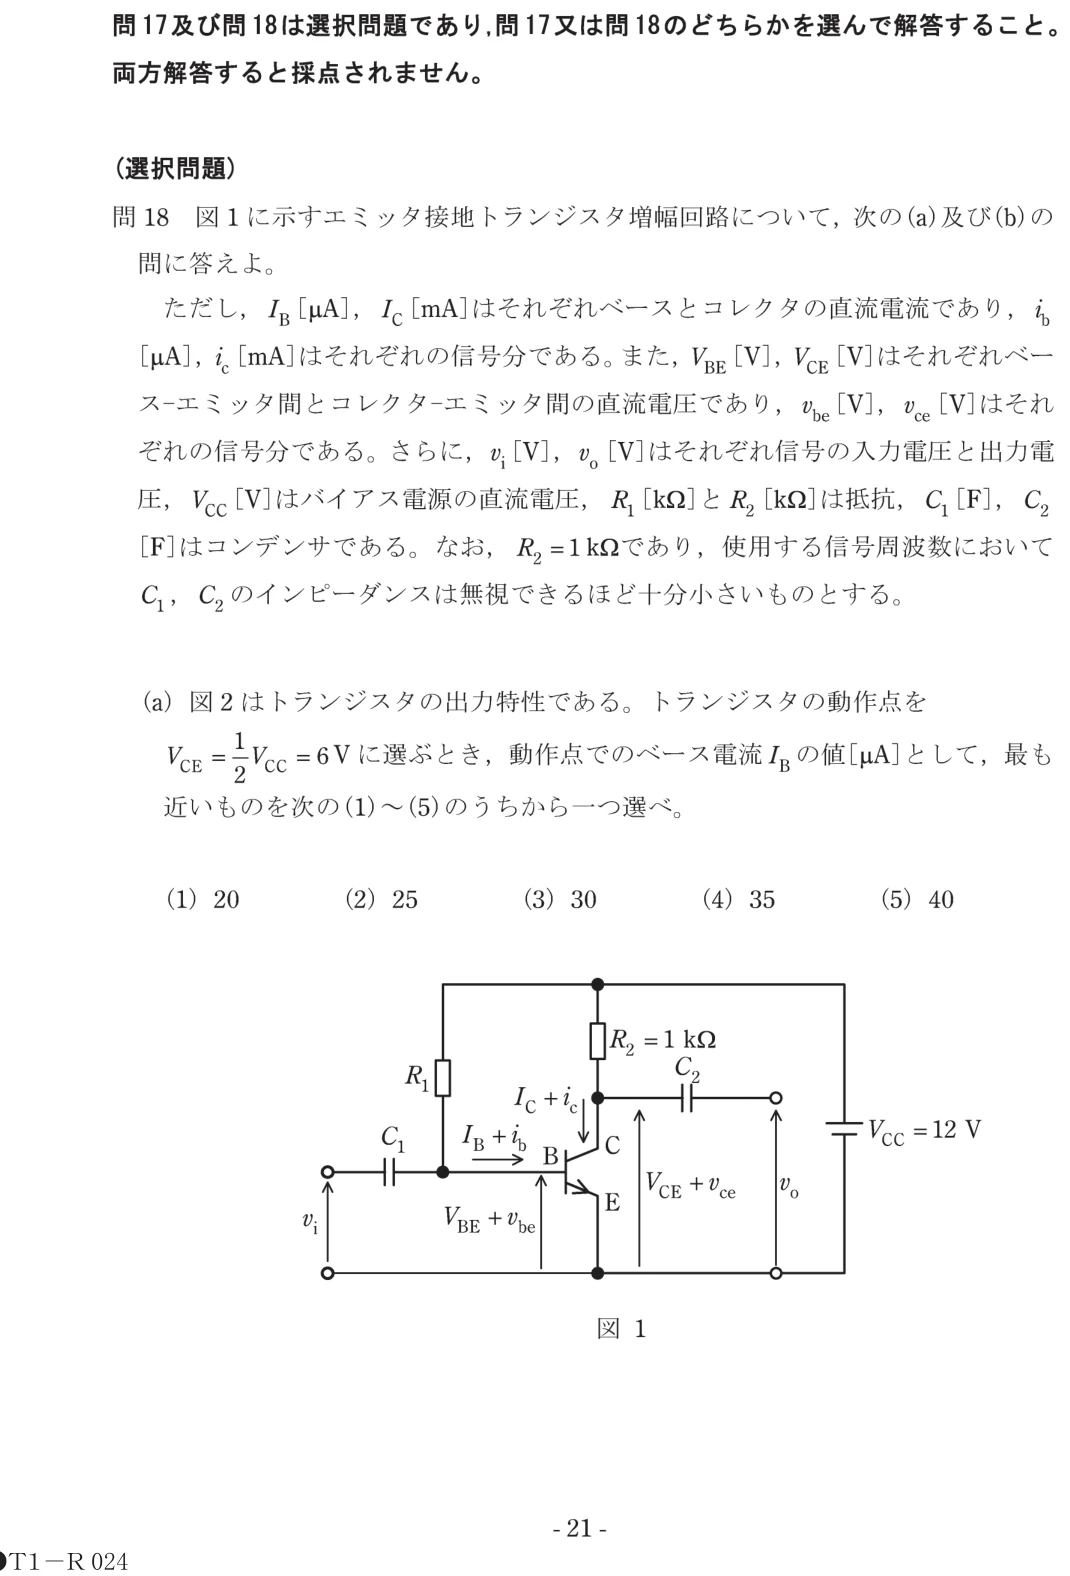 問17及び問18は選択問題であり,問17又は問18のどちらかを選んで解答すること。
両方解答すると採点されません。
(選択問題)
問 18　図 1 に示すエミッタ接地トランジスタ増幅回路について，次の(a)及び(b)の
問に答えよ。
ただし，I_B [μA]，I_C [mA]はそれぞれベースとコレクタの直流電流であり，i_b
[μA]，i_c [mA]はそれぞれの信号分である。また，V_BE [V]，V_CE [V]はそれぞれベー
ス−エミッタ間とコレクタ−エミッタ間の直流電圧であり，v_be [V]，v_ce [V]はそれ
ぞれの信号分である。さらに，v_i [V]，v_o [V]はそれぞれ信号の入力電圧と出力電
圧，V_CC [V]はバイアス電源の直流電圧，R_1 [kΩ]と R_2 [kΩ]は抵抗，C_1 [F]，C_2
[F]はコンデンサである。なお，R_2 = 1 kΩであり，使用する信号周波数において
C_1，C_2 のインピーダンスは無視できるほど十分小さいものとする。
(a) 図 2 はトランジスタの出力特性である。トランジスタの動作点を
V_CE = 1/2 V_CC = 6 V に選ぶとき，動作点でのベース電流 I_B の値[μA]として，最も
近いものを次の(1)～(5)のうちから一つ選べ。
(1) 20 (2) 25 (3) 30 (4) 35 (5) 40
R_2 = 1 kΩ
R_1
C_2
I_C + i_c
C_1
I_B + i_b
B
C
V_CC = 12 V
V_CE + v_ce
v_o
E
v_i
V_BE + v_be
図 1
- 21 -
●T1−R 024